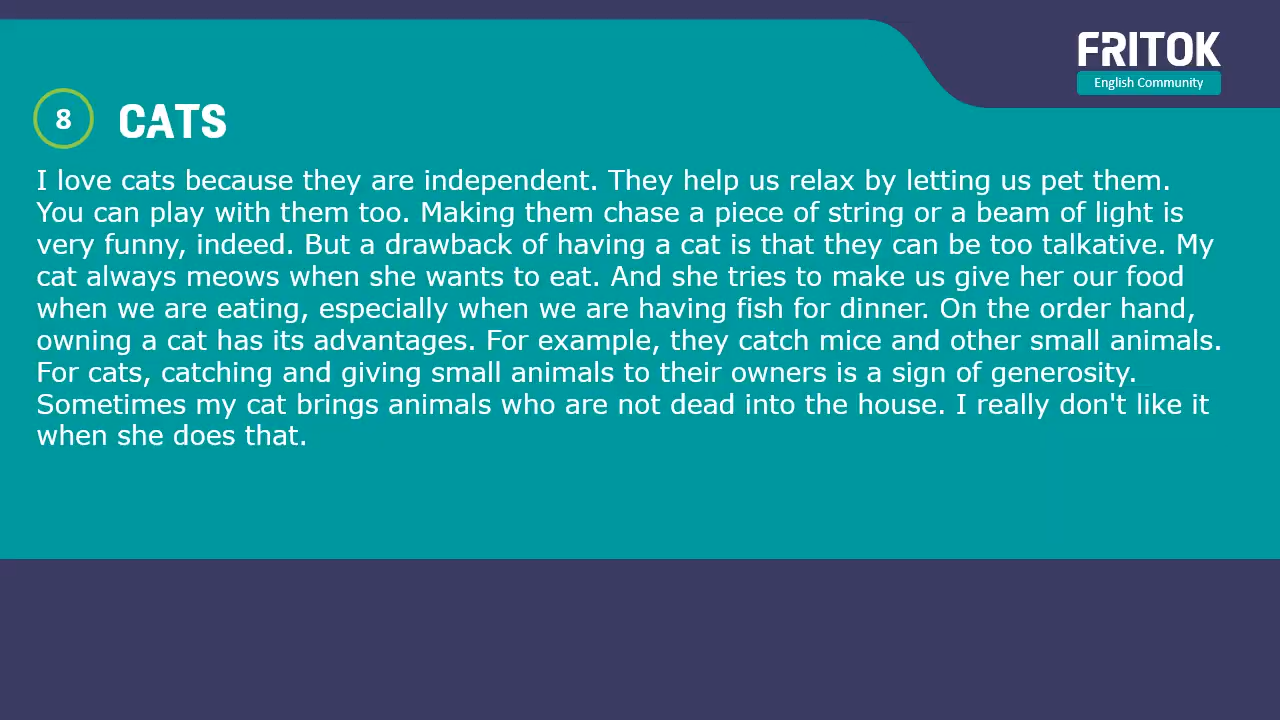 FRITOK
English Community
8 CATS
I love cats because they are independent. They help us relax by letting us pet them.
You can play with them too. Making them chase a piece of string or a beam of light is
very funny, indeed. But a drawback of having a cat is that they can be too talkative. My
cat always meows when she wants to eat. And she tries to make us give her our food
when we are eating, especially when we are having fish for dinner. On the order hand,
owning a cat has its advantages. For example, they catch mice and other small animals.
For cats, catching and giving small animals to their owners is a sign of generosity.
Sometimes my cat brings animals who are not dead into the house. I really don't like it
when she does that.